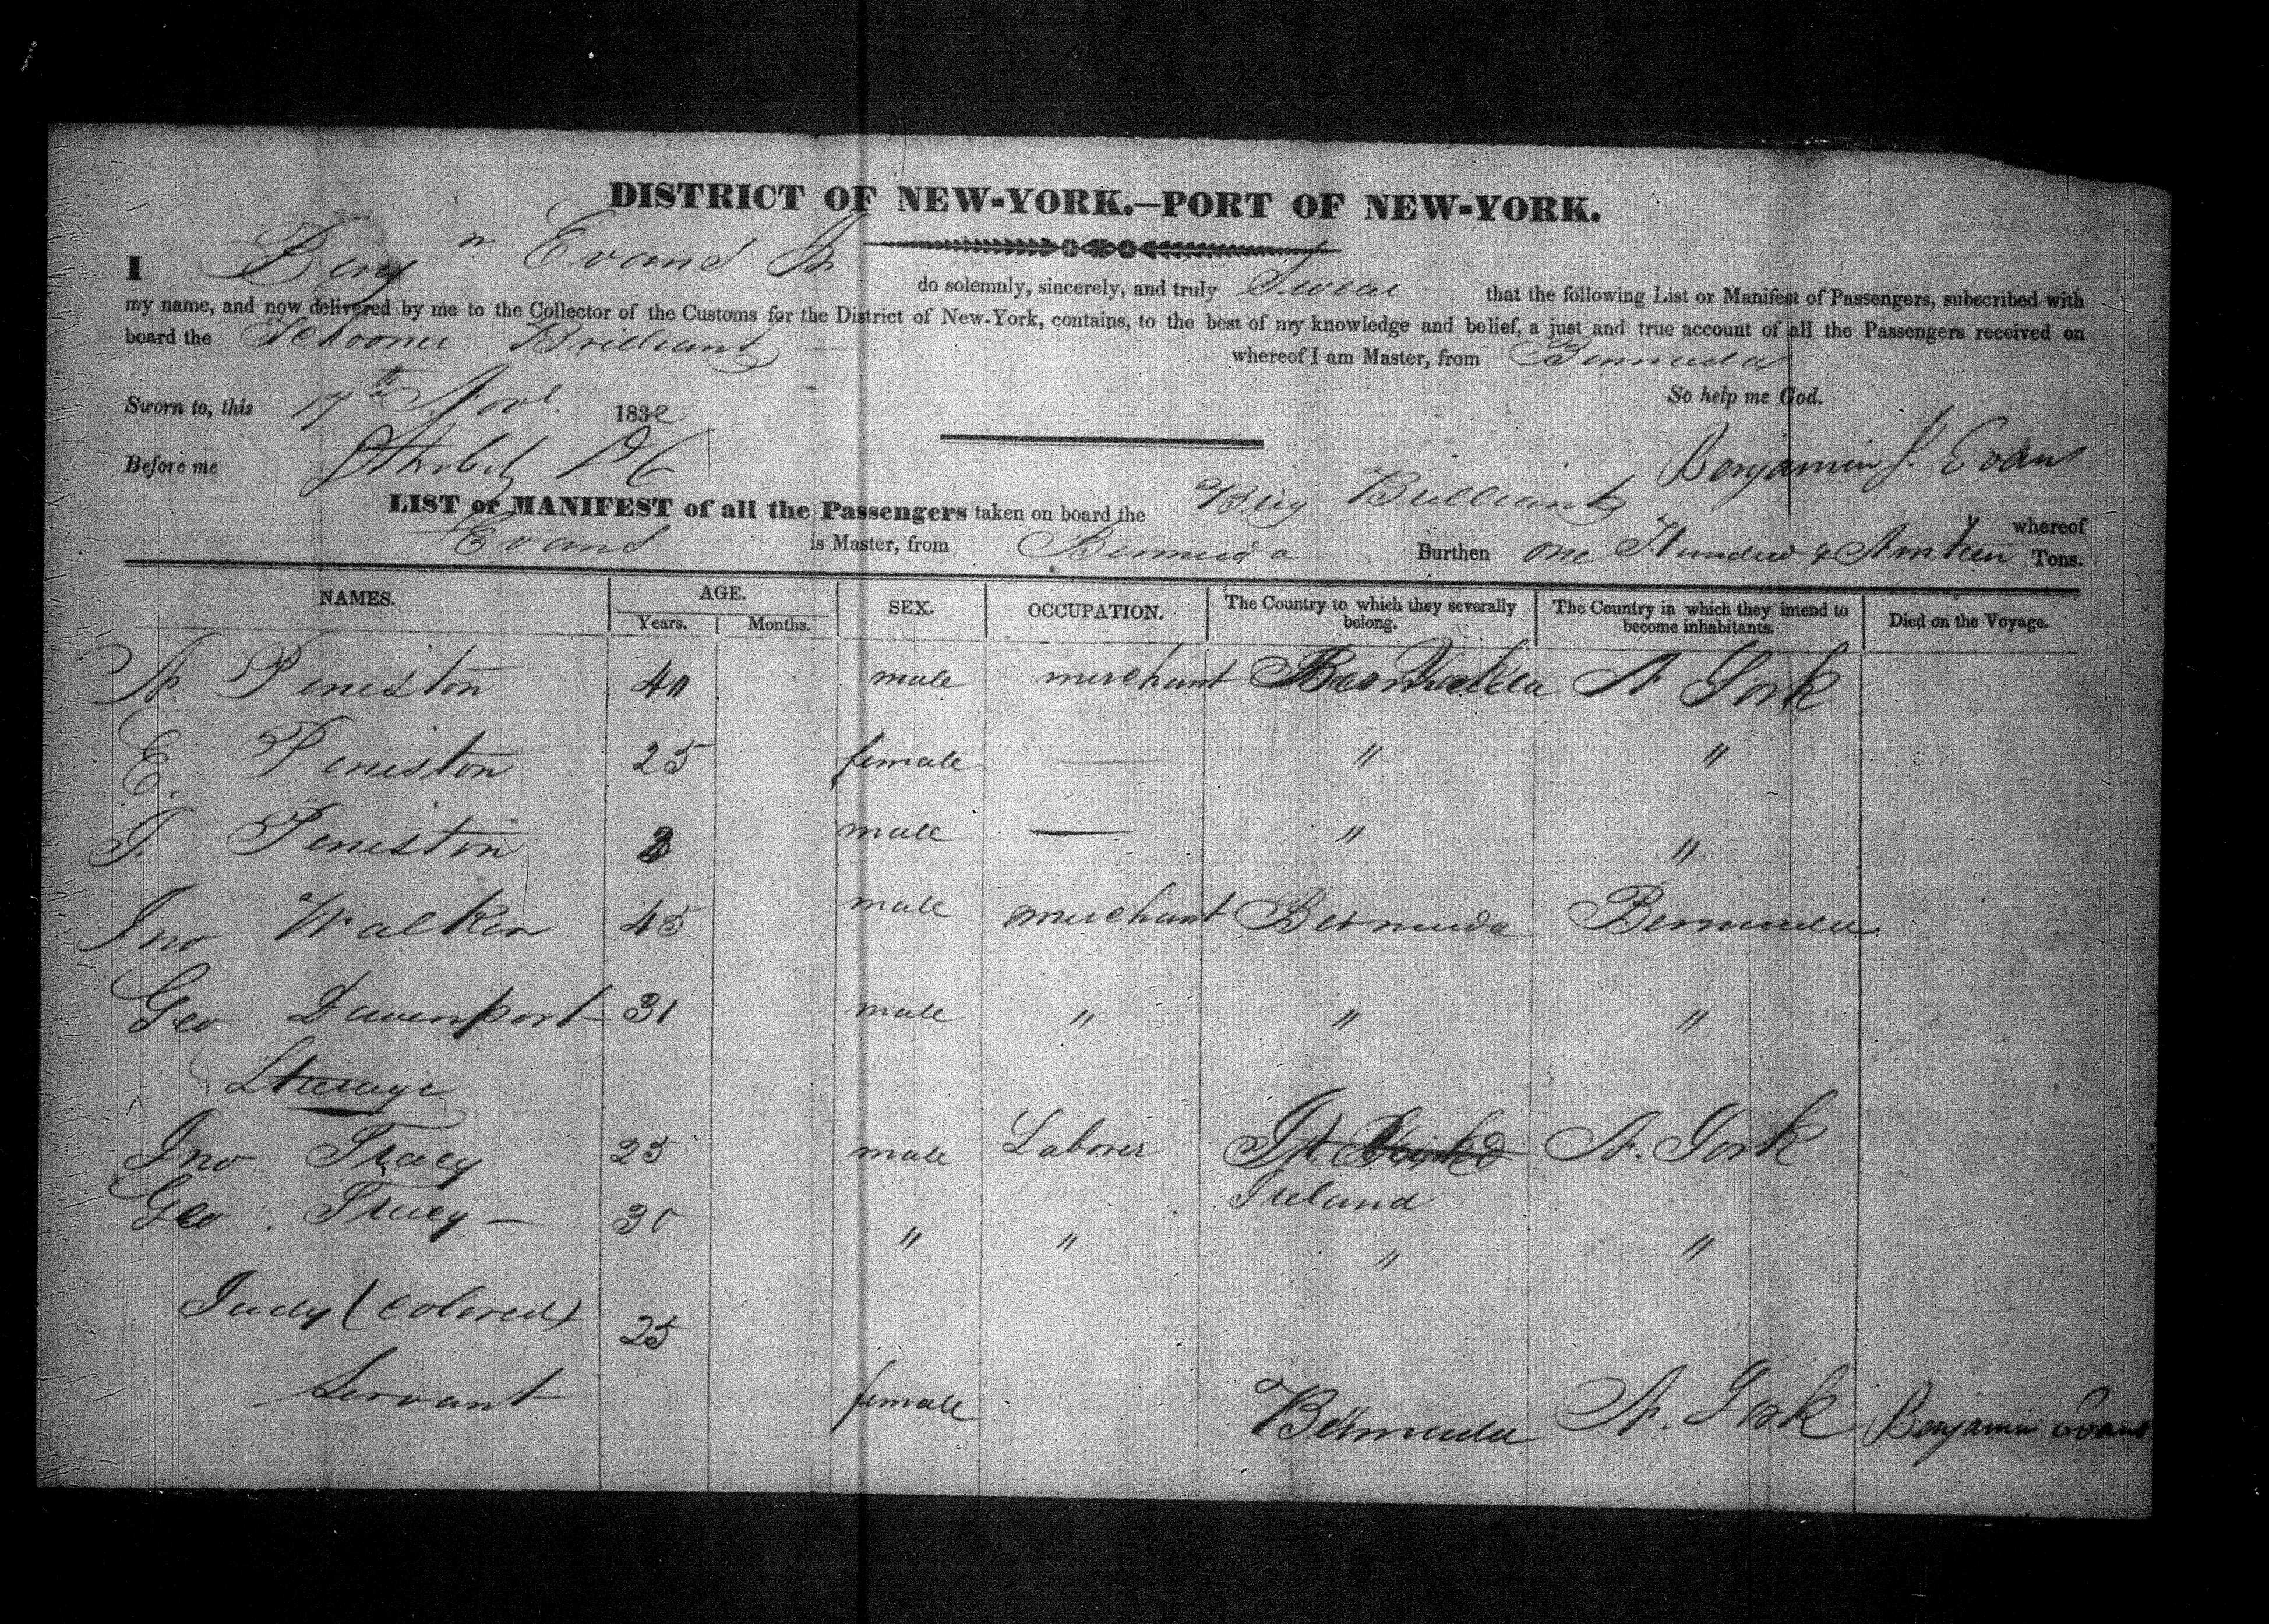 DISTRICT OF NEW-YORK.—PORT OF NEW-YORK.
I Benj n Evans Jr do solemnly, sincerely, and truly Swear that the following List or Manifest of Passengers, subscribed with
my name, and now delivered by me to the Collector of the Customs for the District of New-York, contains, to the best of my knowledge and belief, a just and true account of all the Passengers received on
board the Schooner Brilliant whereof I am Master, from Bermuda
So help me God.
Sworn to, this 17th Novr. 1832
Before me
Benjamin J. Evans
LIST or MANIFEST of all the Passengers taken on board the Brig Brilliant whereof
Evans is Master, from Bermuda Burthen one Hundred & Tons.
NAMES. AGE. SEX. OCCUPATION. The Country to which they severally belong. The Country in which they intend to become inhabitants. Died on the Voyage.
Years. Months.
Peniston 40 male merchant Bermuda N York
E. Peniston 25 female — " "
T. Peniston male — " "
Jno Walker 45 male merchant Bermuda Bermuda
Geo Davenport 31 male " " "
Steerage
Jno. Tracy 25 male Laborer N. York
Ireland
Geo. Tracy — 30 " " " "
Judy (Colored) 25
Servant female Bermuda N. York Benjamin Evans